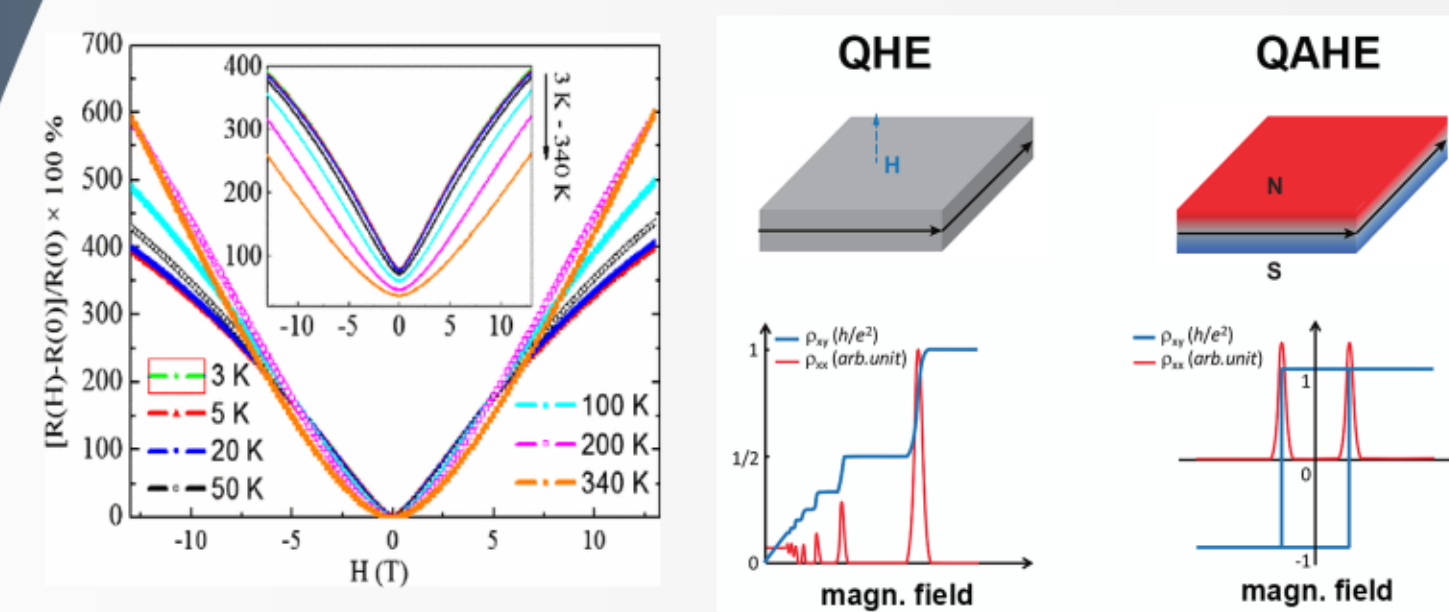 [R(H)-R(0)]/R(0) × 100 %
700
600
500
400
300
200
100
0
-10
-5
0
5
10
H (T)
400
300
200
100
-10
-5
0
5
10
3 K - 340 K
3 K
5 K
20 K
50 K
100 K
200 K
340 K
QHE
H
ρxy (h/e²)
ρxx (arb.unit)
1
1/2
0
magn. field
QAHE
N
S
ρxy (h/e²)
ρxx (arb.unit)
1
0
-1
magn. field